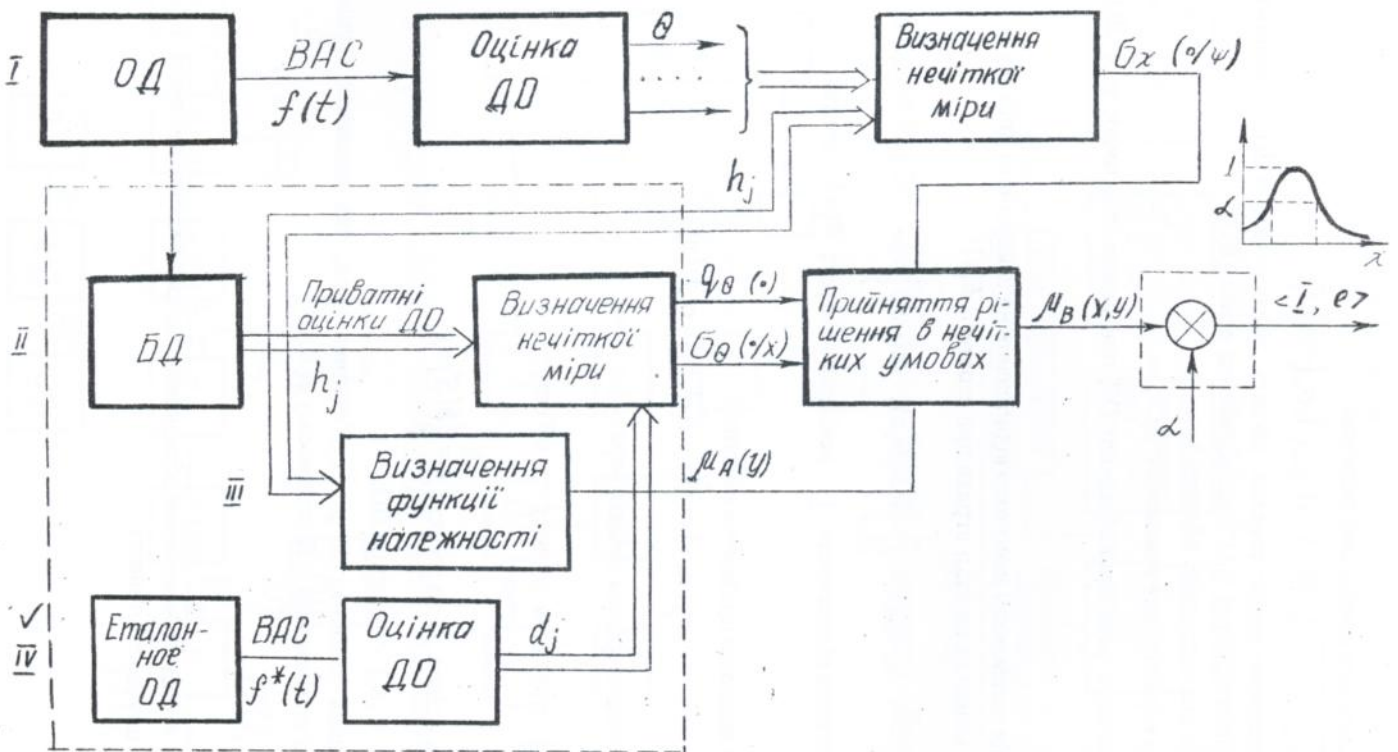 I
ОД
ВАС
f(t)
Оцінка
ДО
θ
. . . .
Визначення
нечіткої
міри
σx (·/ψ)
hj
1
α
x
II
БД
Приватні
оцінки ДО
hj
Визначення
нечіткої
міри
qθ (·)
σθ (·/x)
Прийняття рі-
шення в нечіт-
ких умовах
μB (x,y)
<I, e>
α
III
Визначення
функції
належності
μA (y)
✓
IV
Еталон-
ное
ОД
ВАС
f*(t)
Оцінка
ДО
dj